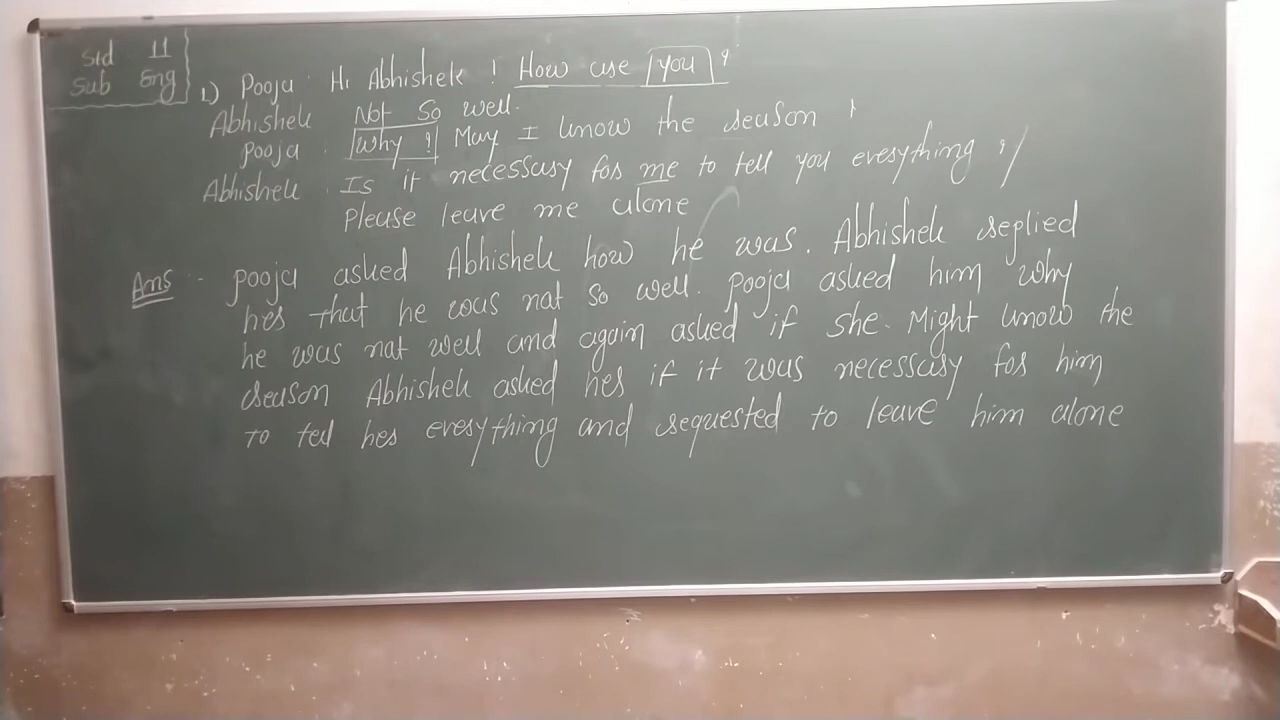 Std 11
Sub Eng
1) Pooja : Hi Abhishek ! How are you ?
Abhishek Not So well.
Pooja : Why ? May I know the reason ?
Abhishek : Is it necessary for me to tell you everything ?
Please leave me alone
Ans :- Pooja asked Abhishek how he was. Abhishek replied
her that he was not so well. Pooja asked him why
he was not well and again asked if she Might know the
reason Abhishek asked her if it was necessary for him
to tell her everything and requested to leave him alone